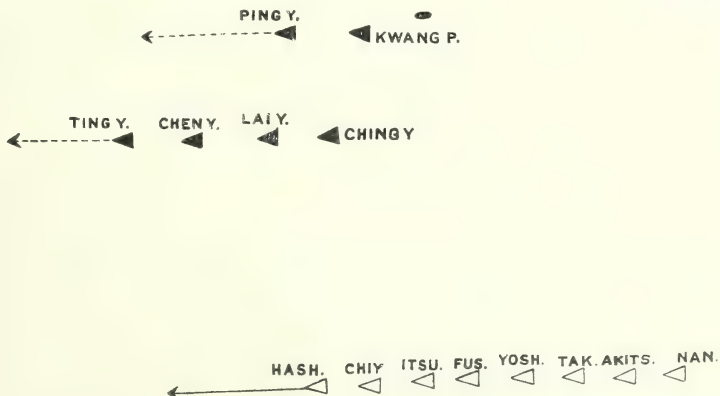 PING Y.
KWANG P.
TING Y. CHEN Y. LAI Y.
CHING Y
HASH. CHIY ITSU. FUS. YOSH. TAK. AKITS. NAN.